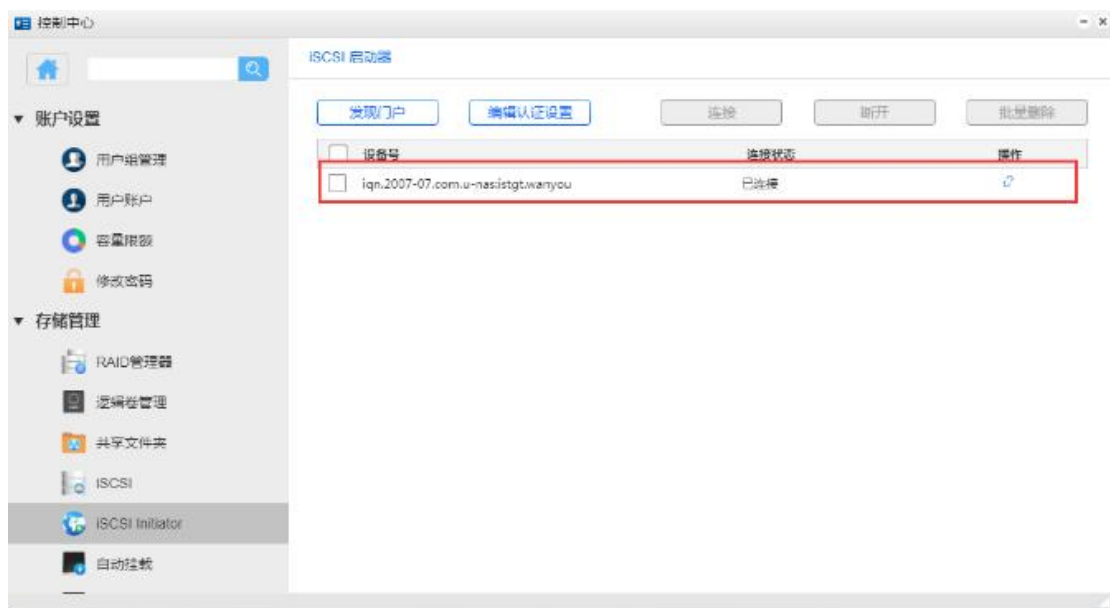 控制中心
iSCSI 启动器
账户设置
用户组管理
用户账户
容量限额
修改密码
存储管理
RAID管理器
逻辑卷管理
共享文件夹
ISCSI
iSCSI Initiator
自动挂载
发现门户 编辑认证设置 连接 断开 批量删除
设备号 连接状态 操作
iqn.2007-07.com.u-nas:istgt.wanyou 已连接